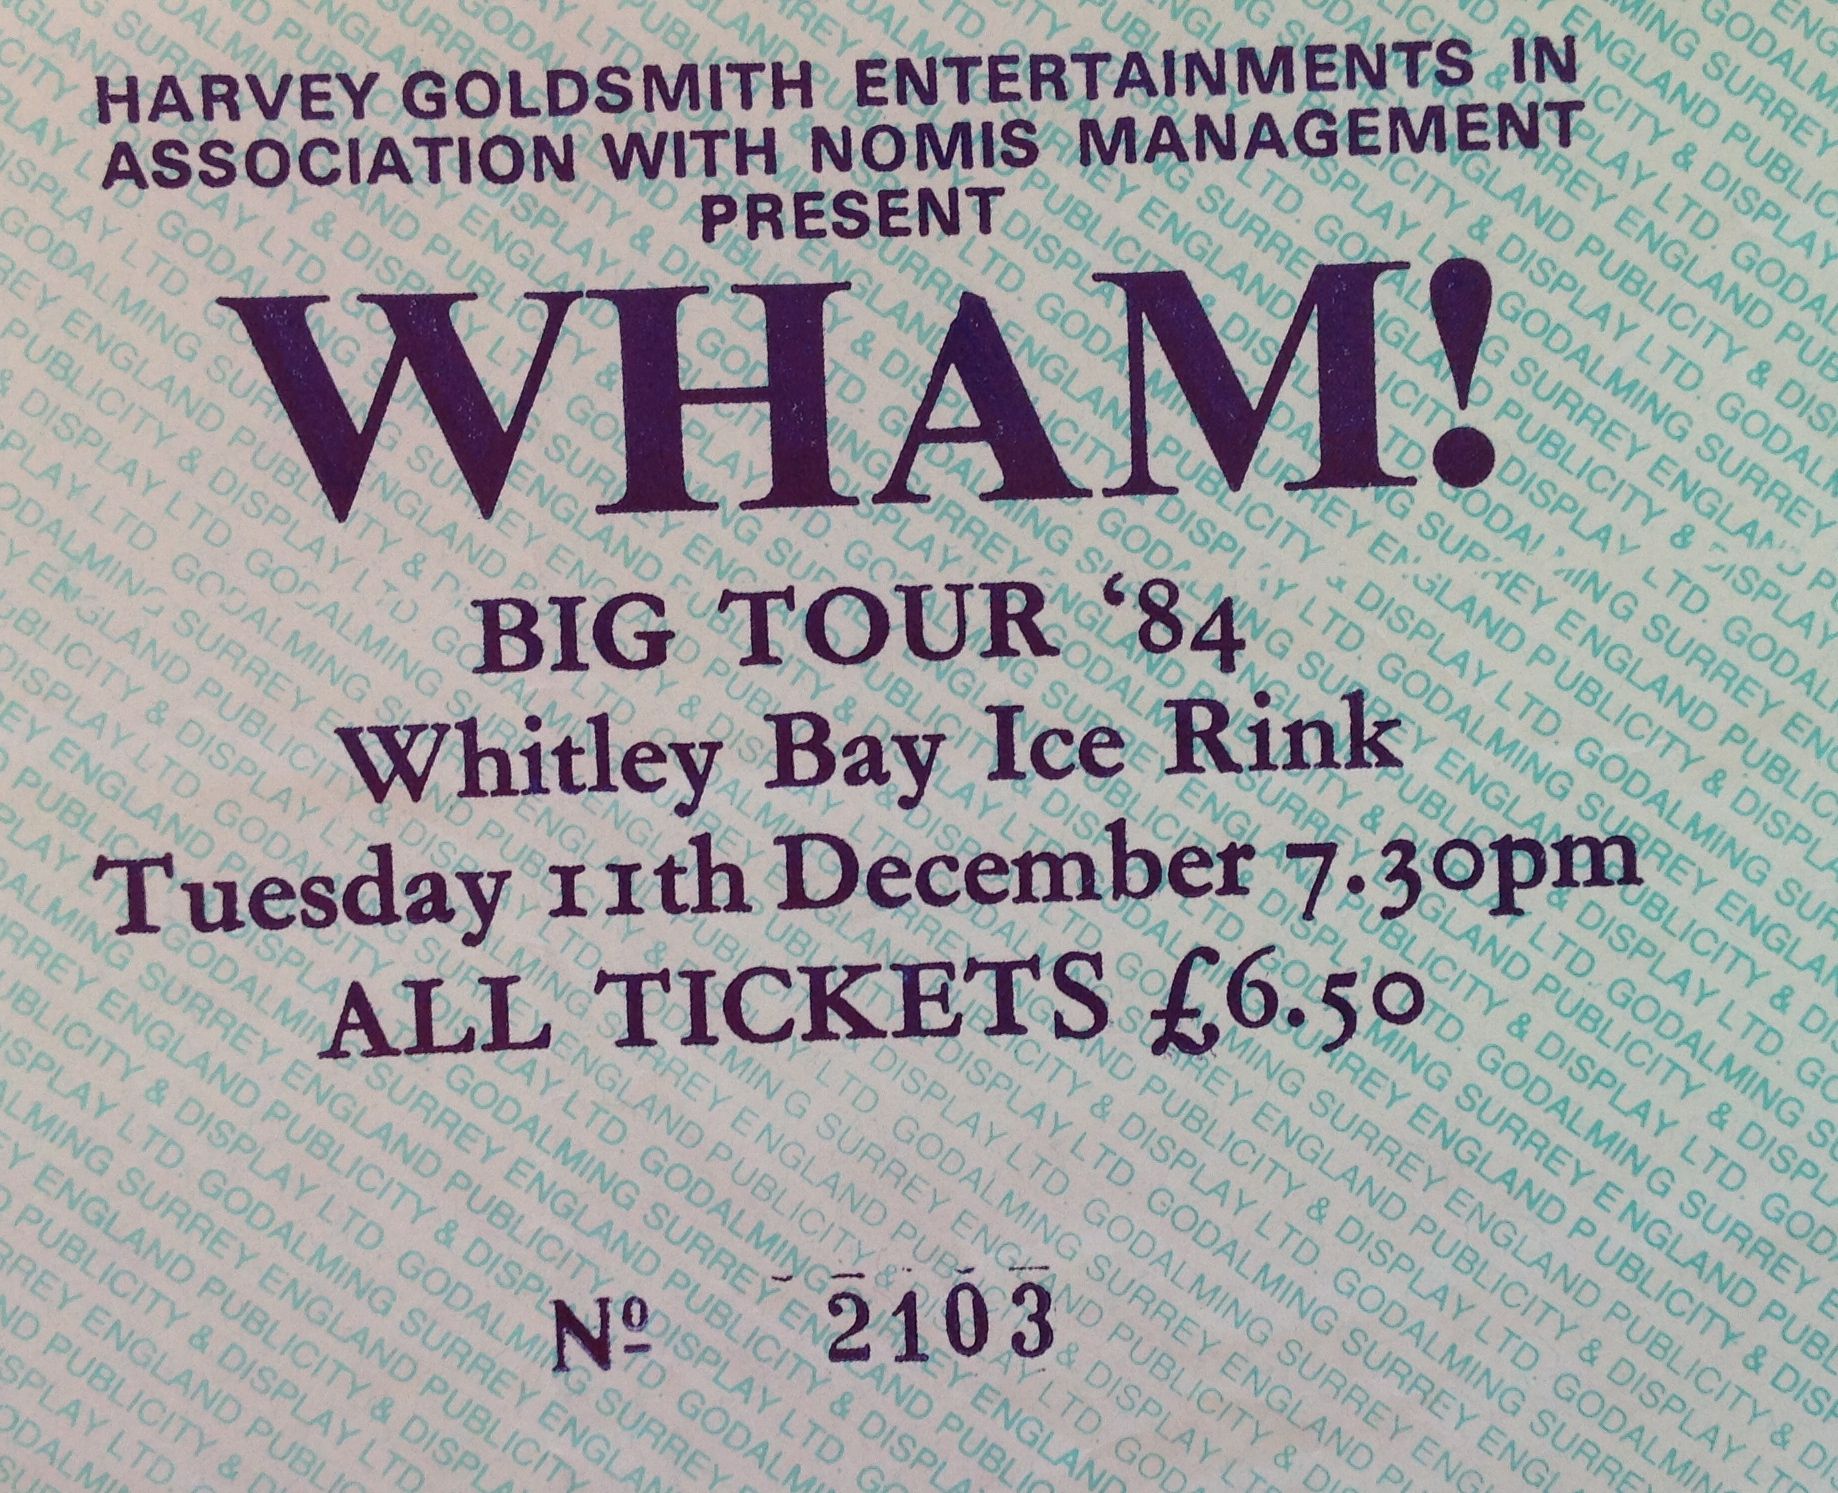 HARVEY GOLDSMITH ENTERTAINMENTS IN
ASSOCIATION WITH NOMIS MANAGEMENT
PRESENT
WHAM!
BIG TOUR ‘84
Whitley Bay Ice Rink
Tuesday 11th December 7.30pm
ALL TICKETS £6.50
Nº 2103